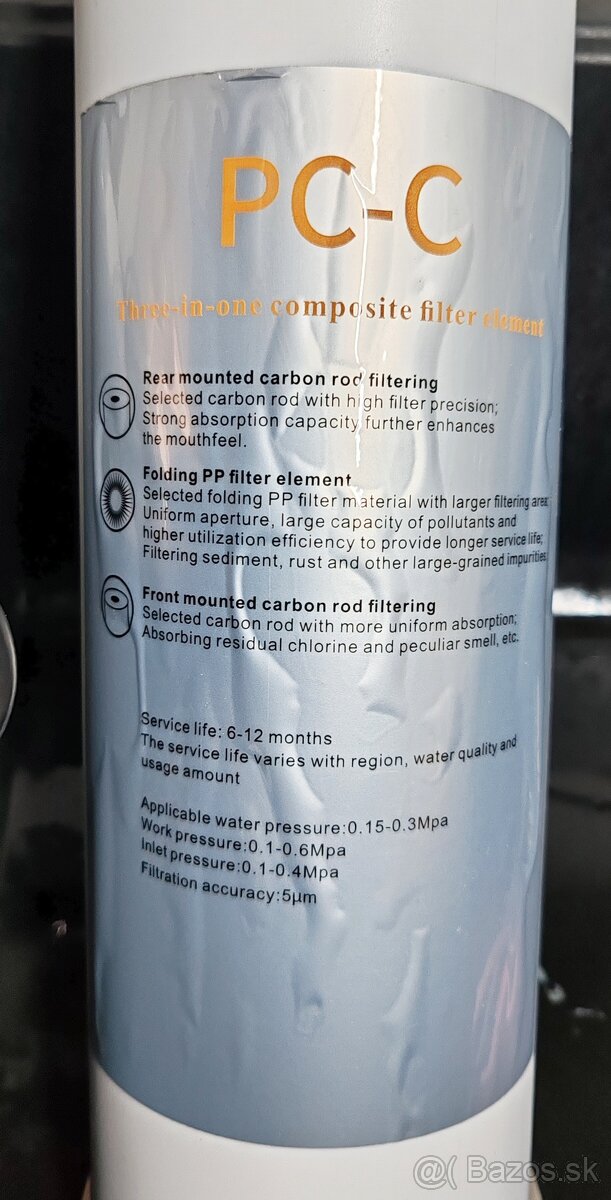 PC-C
Three-in-one composite filter element
Rear mounted carbon rod filtering
Selected carbon rod with high filter precision;
Strong absorption capacity further enhances
the mouthfeel.
Folding PP filter element
Selected folding PP filter material with larger filtering area;
Uniform aperture, large capacity of pollutants and
higher utilization efficiency to provide longer service life;
Filtering sediment, rust and other large-grained impurities
Front mounted carbon rod filtering
Selected carbon rod with more uniform absorption;
Absorbing residual chlorine and peculiar smell, etc.
Service life: 6-12 months
The service life varies with region, water quality and
usage amount
Applicable water pressure:0.15-0.3Mpa
Work pressure:0.1-0.6Mpa
Inlet pressure:0.1-0.4Mpa
Filtration accuracy:5μm
@( Bazos.sk